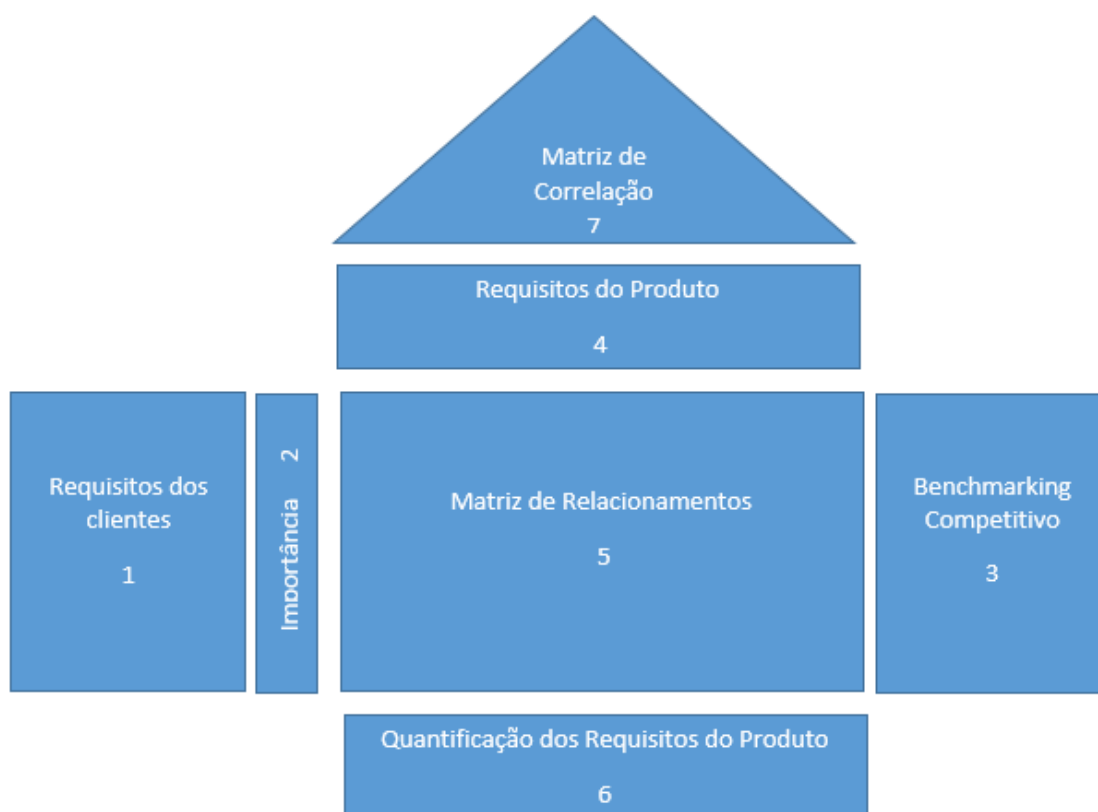 Matriz de
Correlação
7
Requisitos do Produto
4
Requisitos dos
clientes
1
Importância 2
Matriz de Relacionamentos
5
Benchmarking
Competitivo
3
Quantificação dos Requisitos do Produto
6